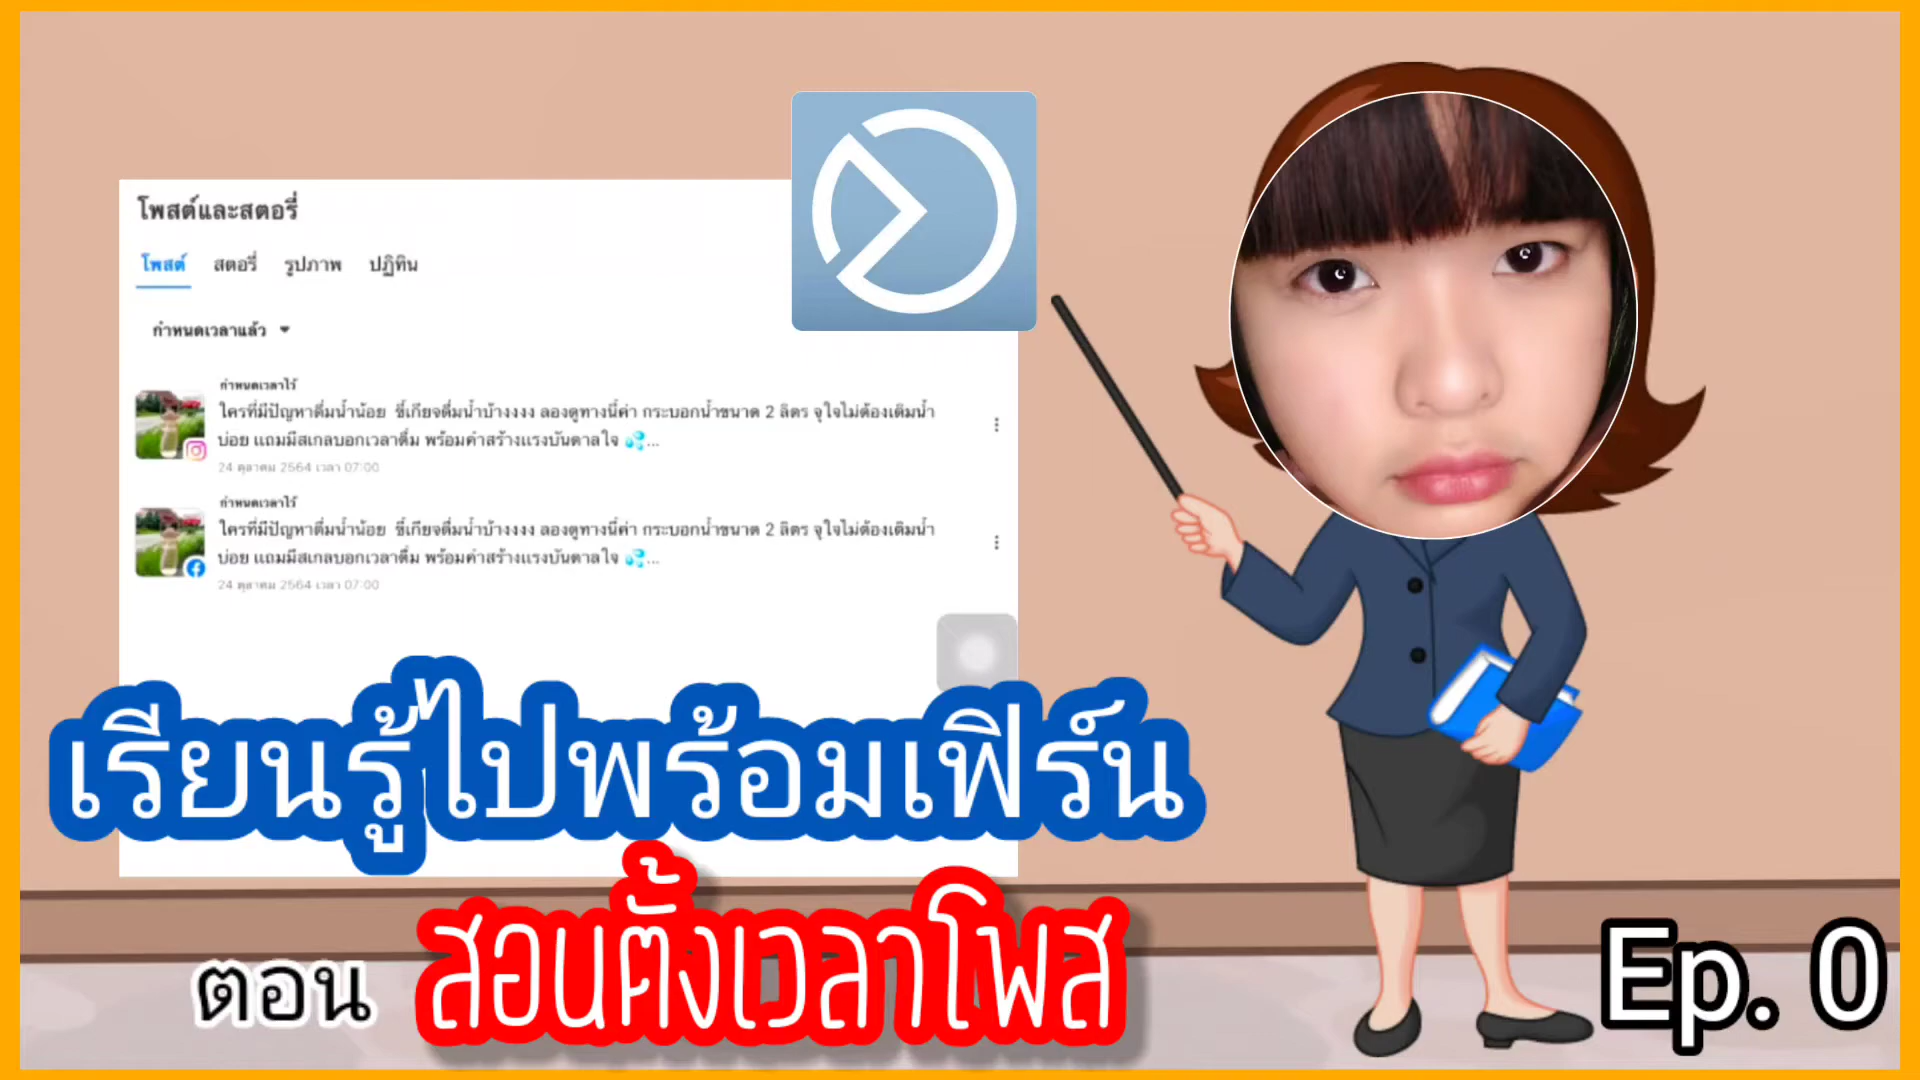 โพสต์และสตอรี่
โพสต์ สตอรี่ รูปภาพ ปฏิทิน
กำหนดเวลาแล้ว
กำหนดเวลาไว้
ใครที่มีปัญหาดื่มน้ำน้อย ขี้เกียจดื่มน้ำบ้างงงง ลองดูทางนี้ค่า กระบอกน้ำขนาด 2 ลิตร จุใจไม่ต้องเติมน้ำ
บ่อย แถมมีสเกลบอกเวลาดื่ม พร้อมคำสร้างแรงบันดาลใจ 💦...
24 ตุลาคม 2564 เวลา 07:00
กำหนดเวลาไว้
ใครที่มีปัญหาดื่มน้ำน้อย ขี้เกียจดื่มน้ำบ้างงงง ลองดูทางนี้ค่า กระบอกน้ำขนาด 2 ลิตร จุใจไม่ต้องเติมน้ำ
บ่อย แถมมีสเกลบอกเวลาดื่ม พร้อมคำสร้างแรงบันดาลใจ 💦...
24 ตุลาคม 2564 เวลา 07:00
เรียนรู้ไปพร้อมเฟิร์น
ตอน สอนตั้งเวลาโพส
Ep. 0